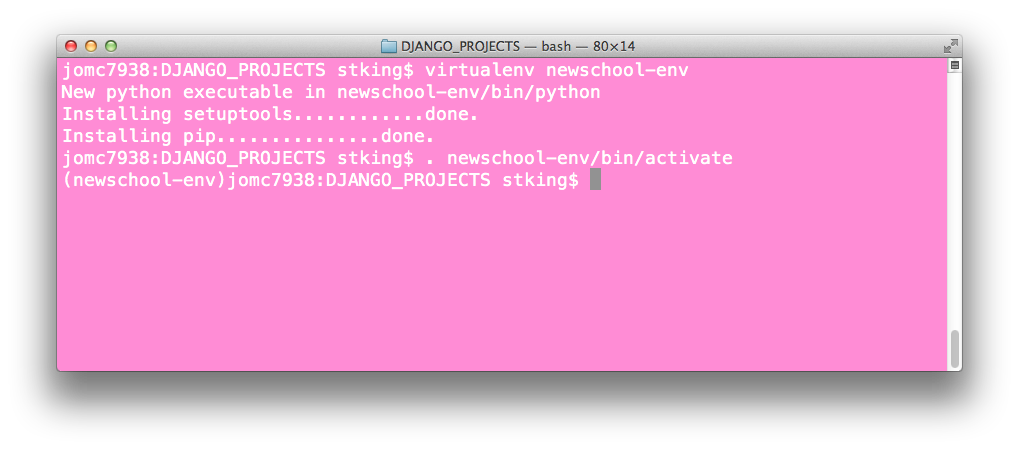 DJANGO_PROJECTS — bash — 80×14
jomc7938:DJANGO_PROJECTS stking$ virtualenv newschool-env
New python executable in newschool-env/bin/python
Installing setuptools............done.
Installing pip...............done.
jomc7938:DJANGO_PROJECTS stking$ . newschool-env/bin/activate
(newschool-env)jomc7938:DJANGO_PROJECTS stking$